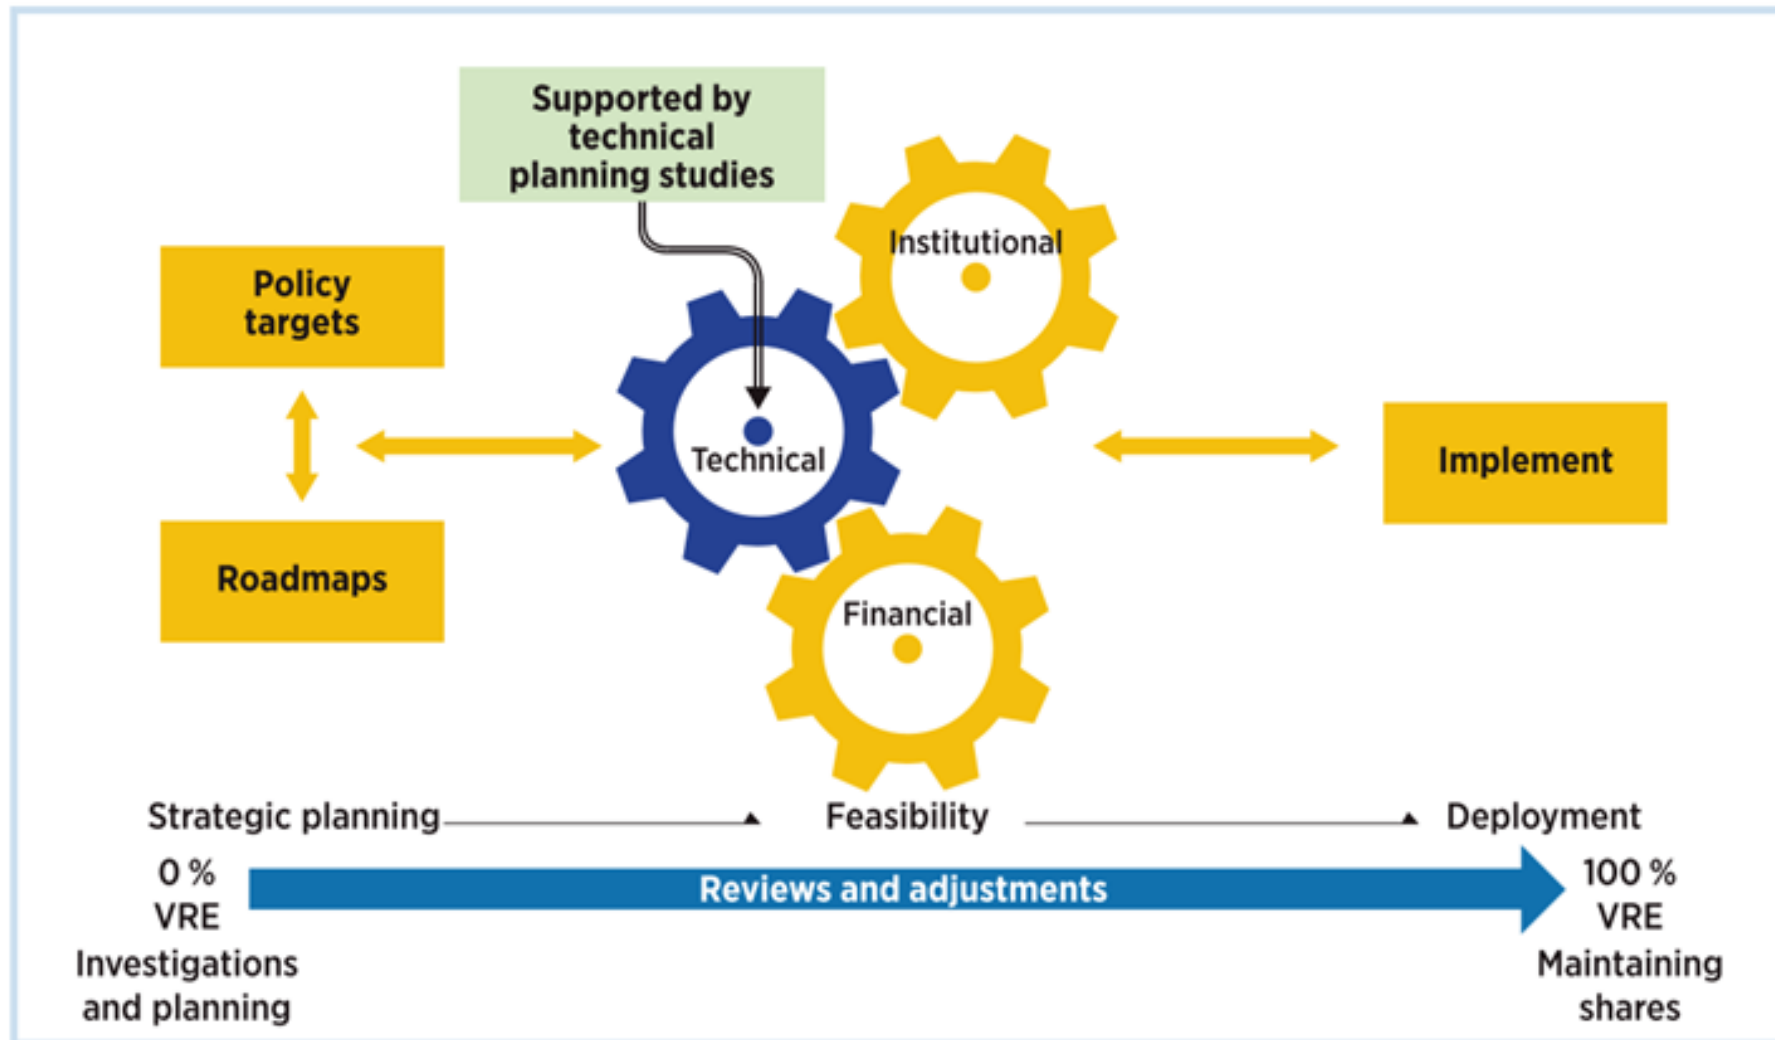 Supported by
technical
planning studies
Institutional
Policy
targets
Technical
Implement
Roadmaps
Financial
Strategic planning
Feasibility
Deployment
0 %
VRE
Reviews and adjustments
100 %
VRE
Investigations
and planning
Maintaining
shares